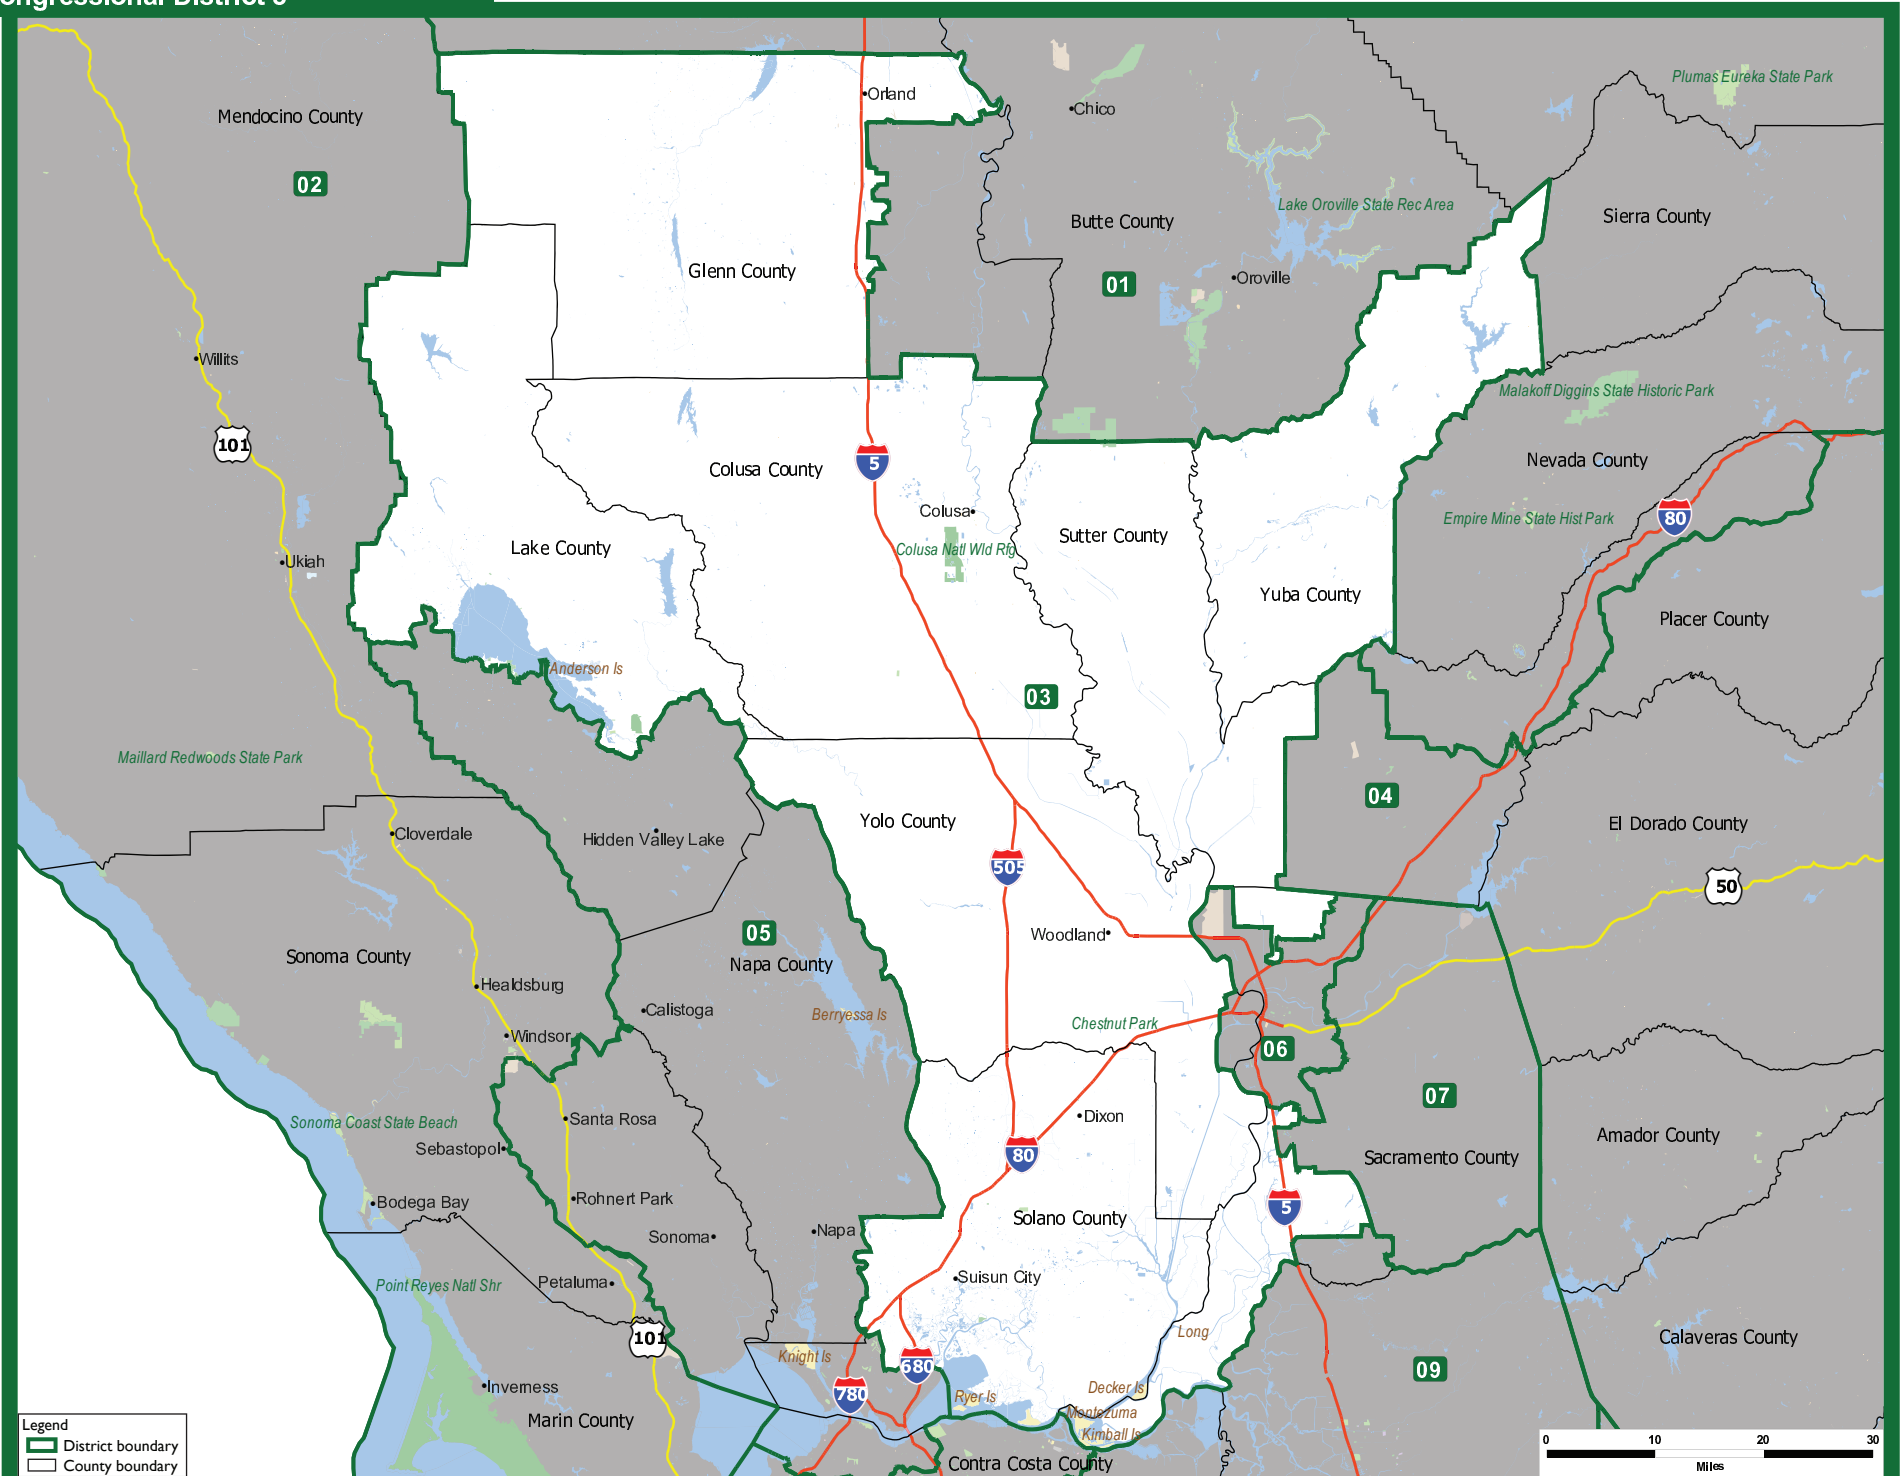 ongressional District 3
Plumas Eureka State Park
Orland
Chico
Mendocino County
02
Lake Oroville State Rec Area
Sierra County
Butte County
Glenn County
Oroville
01
Willits
Malakoff Diggins State Historic Park
101
Nevada County
Colusa County
5
Colusa
Empire Mine State Hist Park
80
Sutter County
Lake County
Colusa Natl Wld Rfg
Ukiah
Yuba County
Placer County
Anderson Is
03
Maillard Redwoods State Park
04
Yolo County
El Dorado County
Cloverdale
Hidden Valley Lake
505
50
05
Woodland
Sonoma County
Napa County
Healdsburg
Calistoga
Berryessa Is
Chestnut Park
Windsor
06
07
Santa Rosa
Dixon
Sonoma Coast State Beach
Sebastopol
Amador County
80
Sacramento County
Bodega Bay
Rohnert Park
5
Solano County
Napa
Sonoma
Suisun City
Petaluma
Point Reyes Natl Shr
Long
101
Calaveras County
Knight Is
680
09
Inverness
780
Ryer Is
Decker Is
Montezuma
Marin County
Kimball Is
Contra Costa County
Legend
District boundary
County boundary
0 10 20 30
Miles